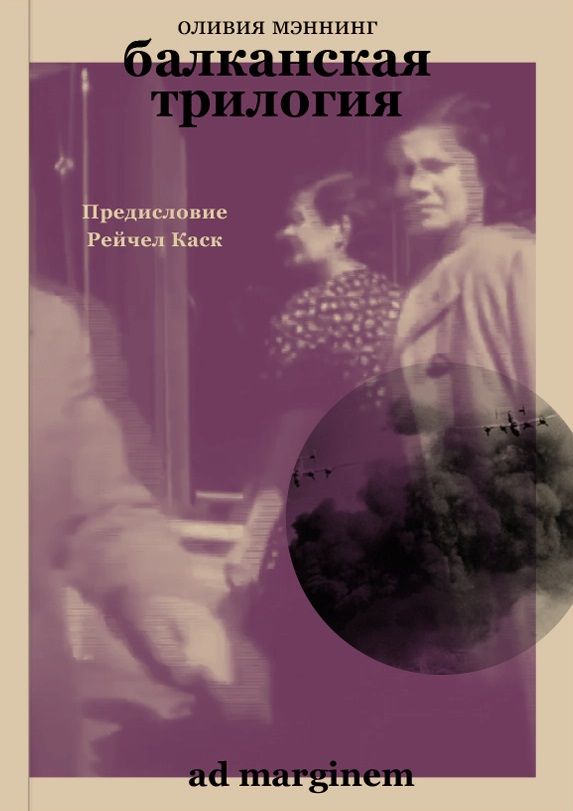 оливия мэннинг
балканская
трилогия
Предисловие
Рейчел Каск
ad marginem